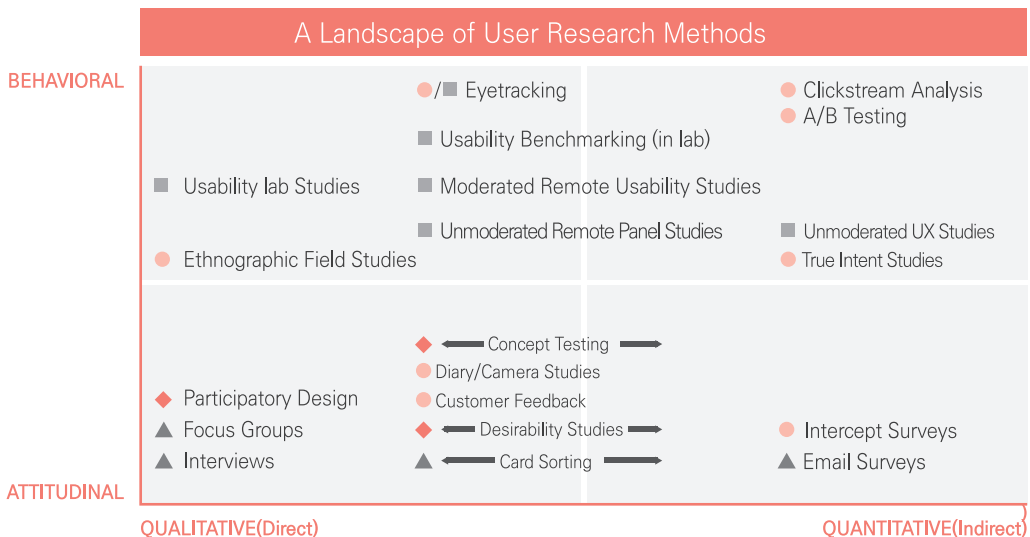 A Landscape of User Research Methods
BEHAVIORAL
/ Eyetracking
Clickstream Analysis
A/B Testing
Usability Benchmarking (in lab)
Usability lab Studies
Moderated Remote Usability Studies
Unmoderated Remote Panel Studies
Unmoderated UX Studies
Ethnographic Field Studies
True Intent Studies
Concept Testing
Diary/Camera Studies
Participatory Design
Customer Feedback
Focus Groups
Desirability Studies
Intercept Surveys
Interviews
Card Sorting
Email Surveys
ATTITUDINAL
QUALITATIVE(Direct)
QUANTITATIVE(Indirect)